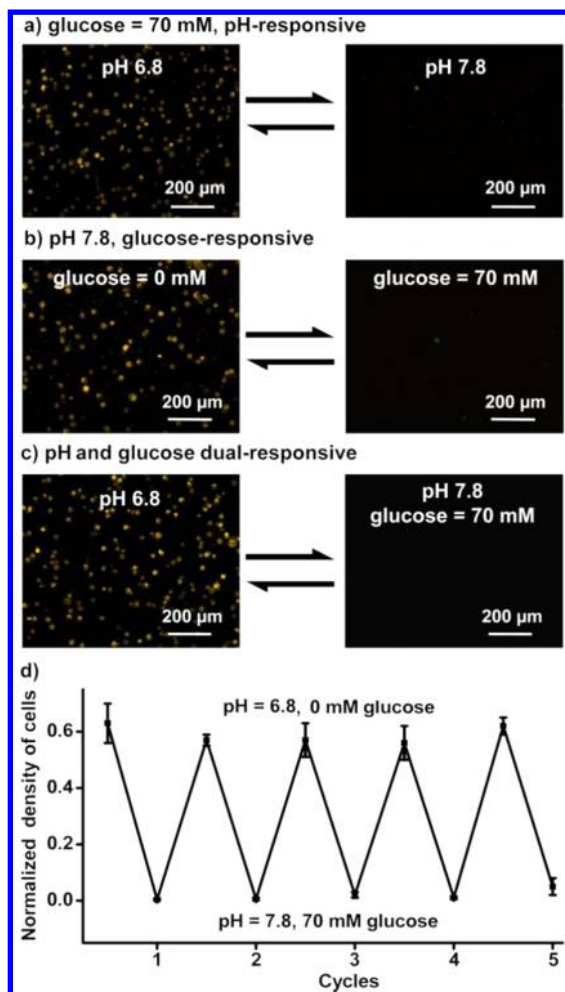 a) glucose = 70 mM, pH-responsive
pH 6.8
pH 7.8
200 µm
200 µm
b) pH 7.8, glucose-responsive
glucose = 0 mM
glucose = 70 mM
200 µm
200 µm
c) pH and glucose dual-responsive
pH 6.8
pH 7.8
glucose = 70 mM
200 µm
200 µm
d)
Normalized density of cells
0.6
0.4
0.2
0.0
pH = 6.8, 0 mM glucose
pH = 7.8, 70 mM glucose
1 2 3 4 5
Cycles